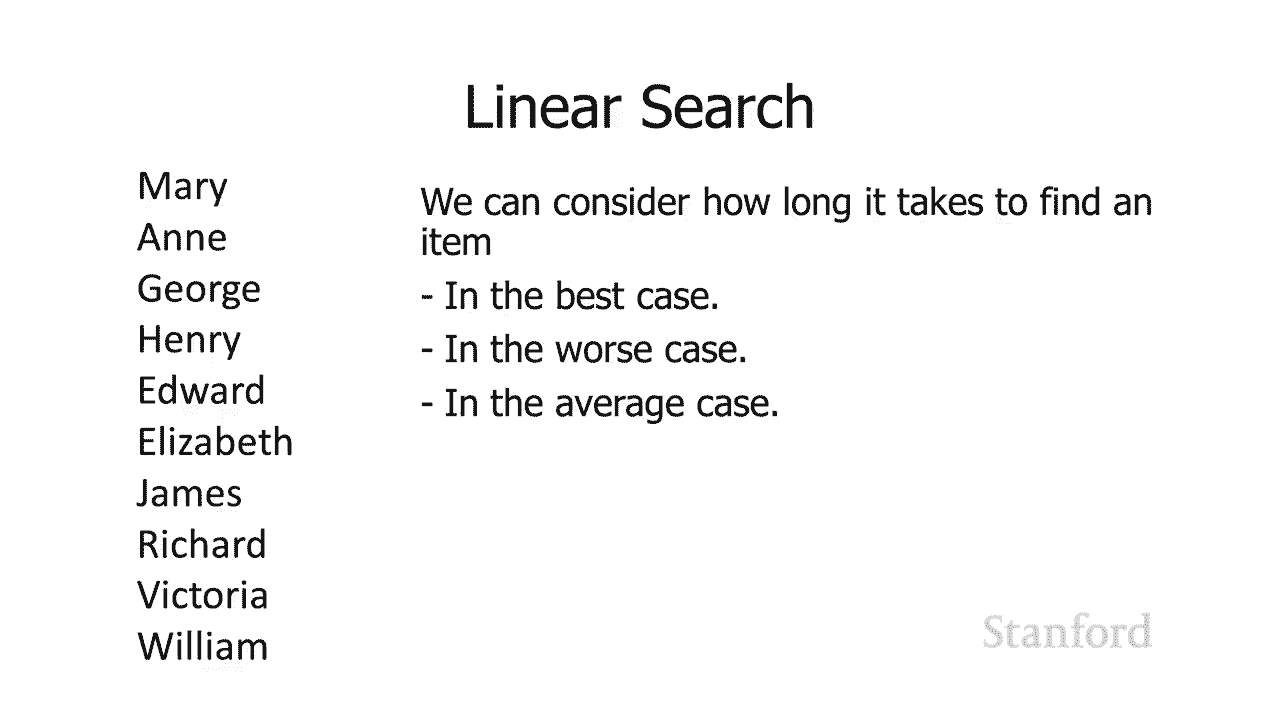 Linear Search
Mary
Anne
George
Henry
Edward
Elizabeth
James
Richard
Victoria
William
We can consider how long it takes to find an
item
- In the best case.
- In the worse case.
- In the average case.
Stanford